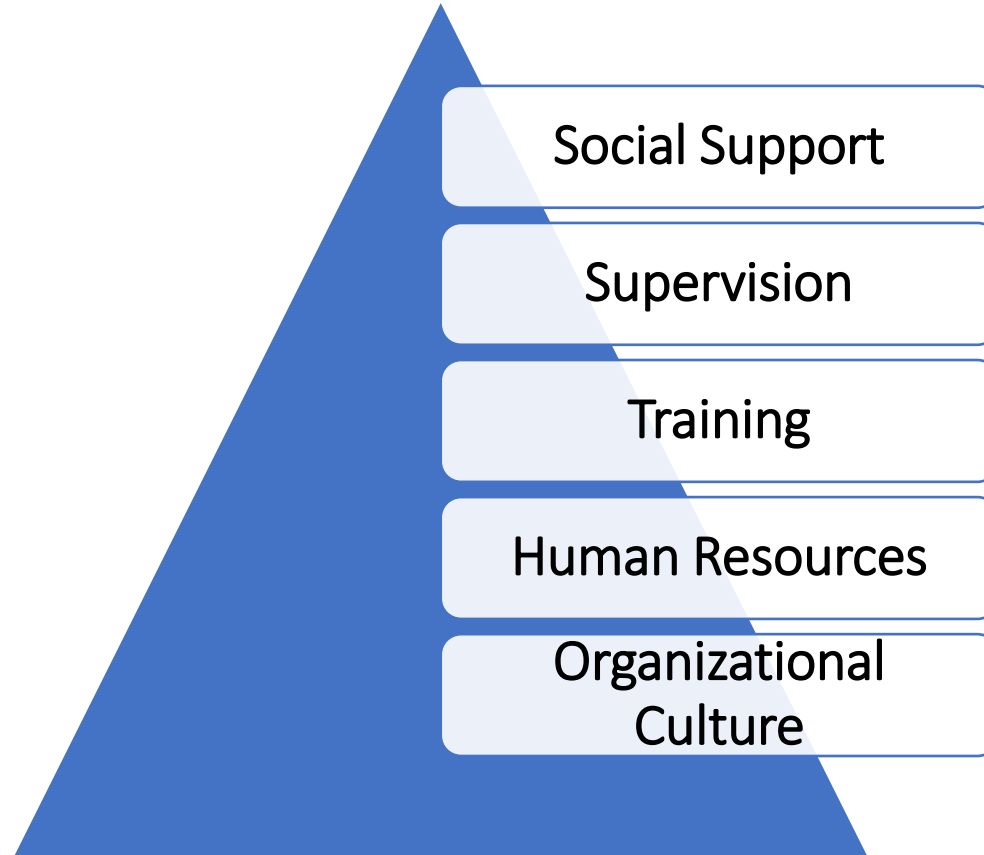 Social Support
Supervision
Training
Human Resources
Organizational
Culture